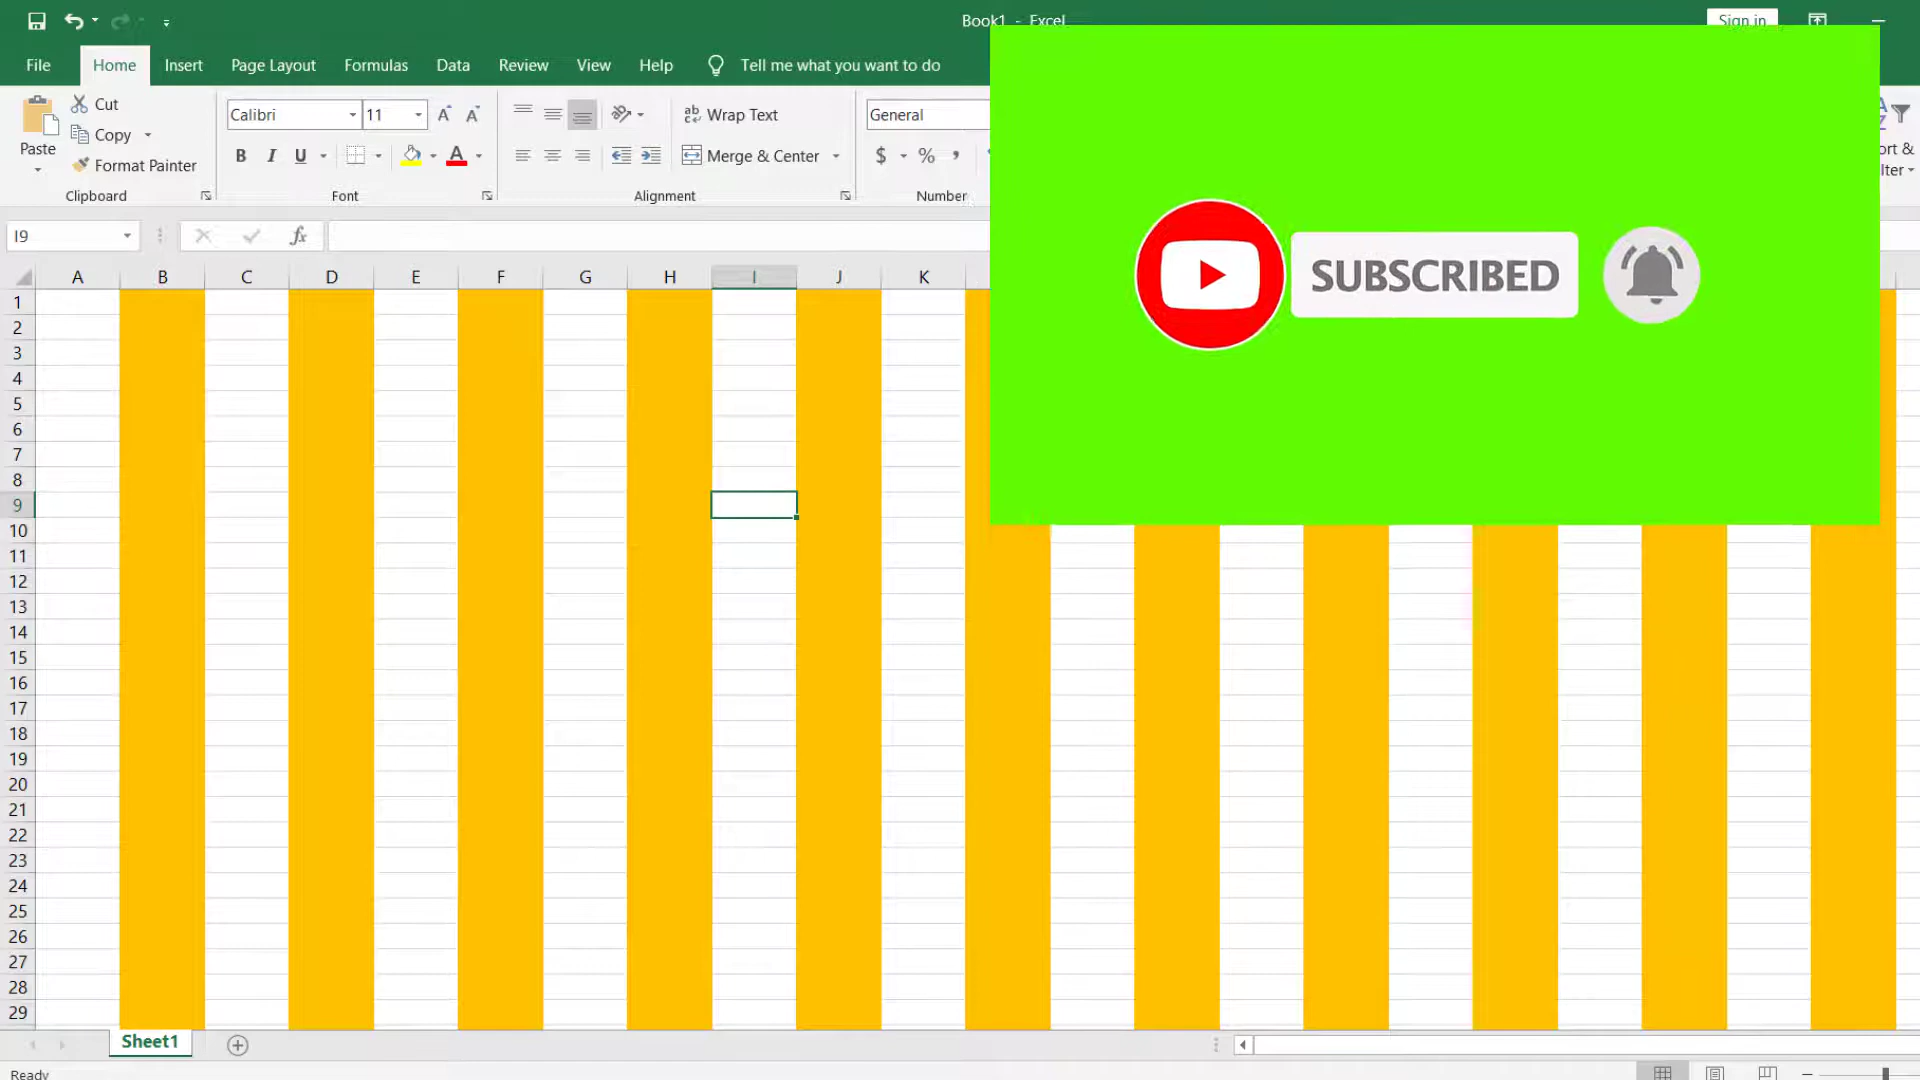 Book1 - Excel
Sign in
File Home Insert Page Layout Formulas Data Review View Help Tell me what you want to do
Cut
Copy
Paste
Format Painter
Clipboard
Calibri 11
B I U A
Font
Wrap Text
Merge & Center
Alignment
General
$ % ,
Number
I9
fx
SUBSCRIBED
A B C D E F G H I J K
1
2
3
4
5
6
7
8
9
10
11
12
13
14
15
16
17
18
19
20
21
22
23
24
25
26
27
28
29
Sheet1
Ready